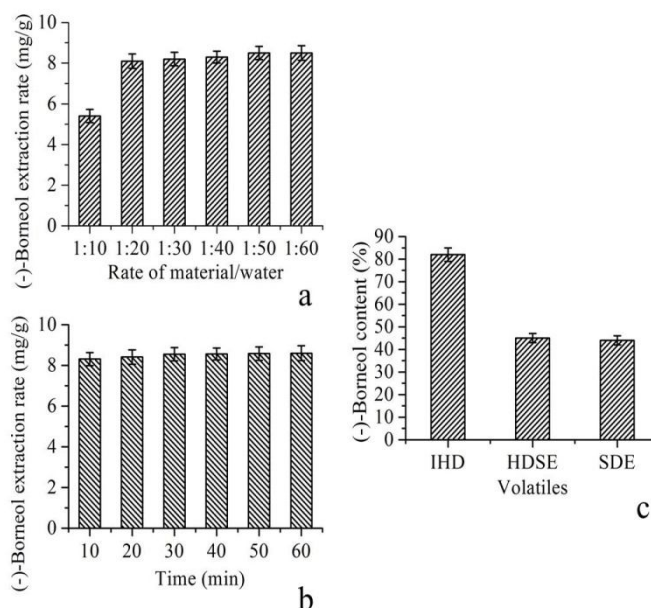 (-)-Borneol extraction rate (mg/g)
10
8
6
4
2
0
1:10 1:20 1:30 1:40 1:50 1:60
Rate of material/water
a
(-)-Borneol extraction rate (mg/g)
10
8
6
4
2
0
10 20 30 40 50 60
Time (min)
b
(-)-Borneol content (%)
90
80
70
60
50
40
30
20
10
0
IHD HDSE SDE
Volatiles
c